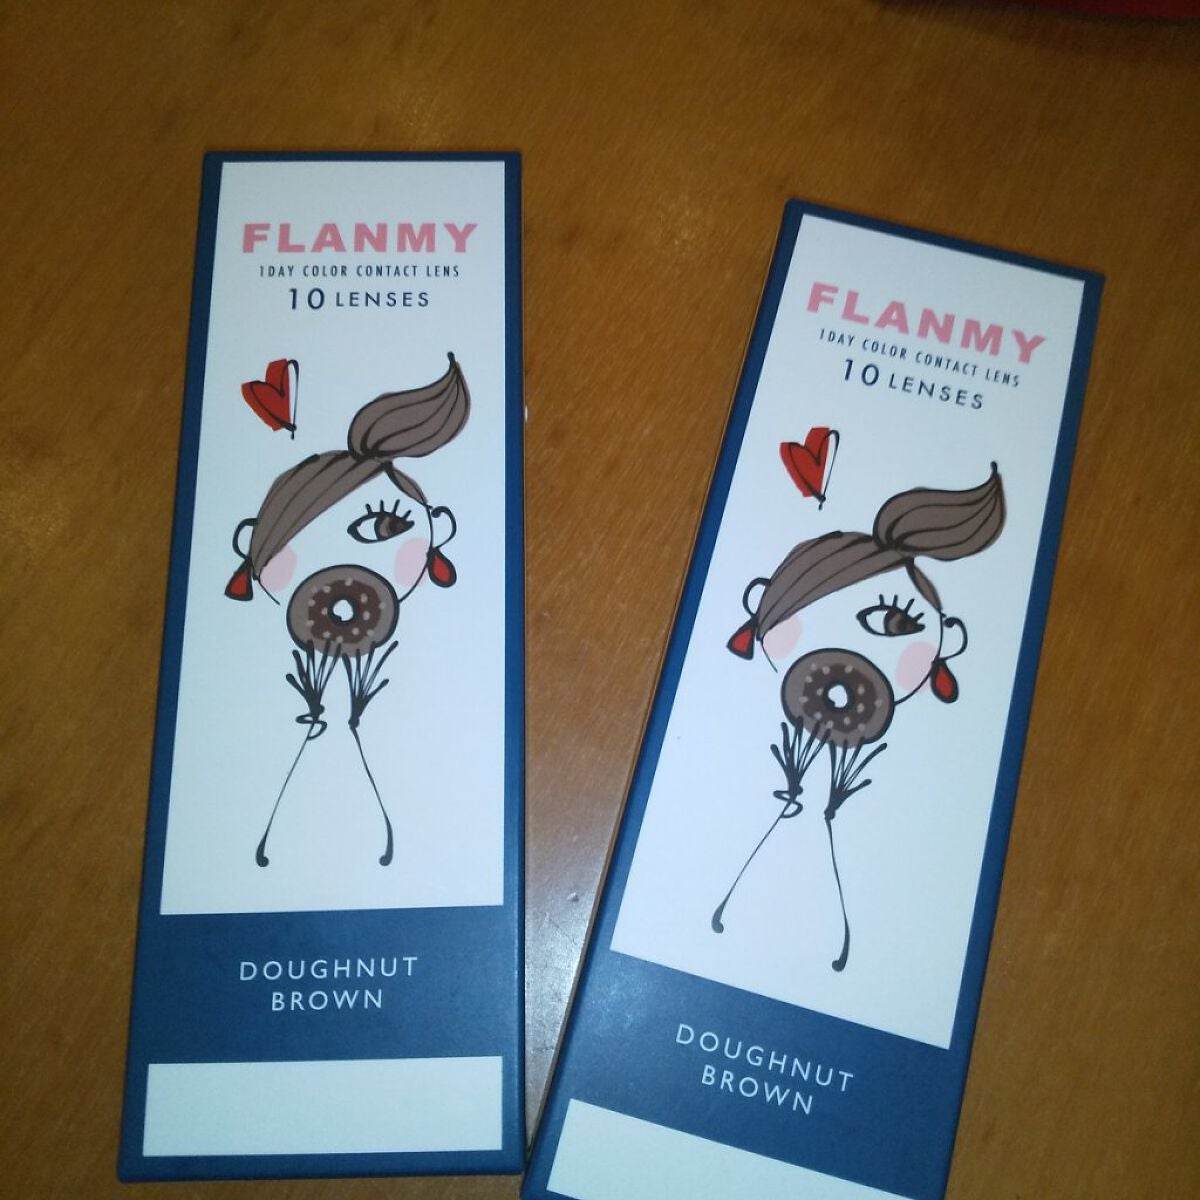 FLANMY
1DAY COLOR CONTACT LENS
10 LENSES
DOUGHNUT
BROWN
FLANMY
1DAY COLOR CONTACT LENS
10 LENSES
DOUGHNUT
BROWN